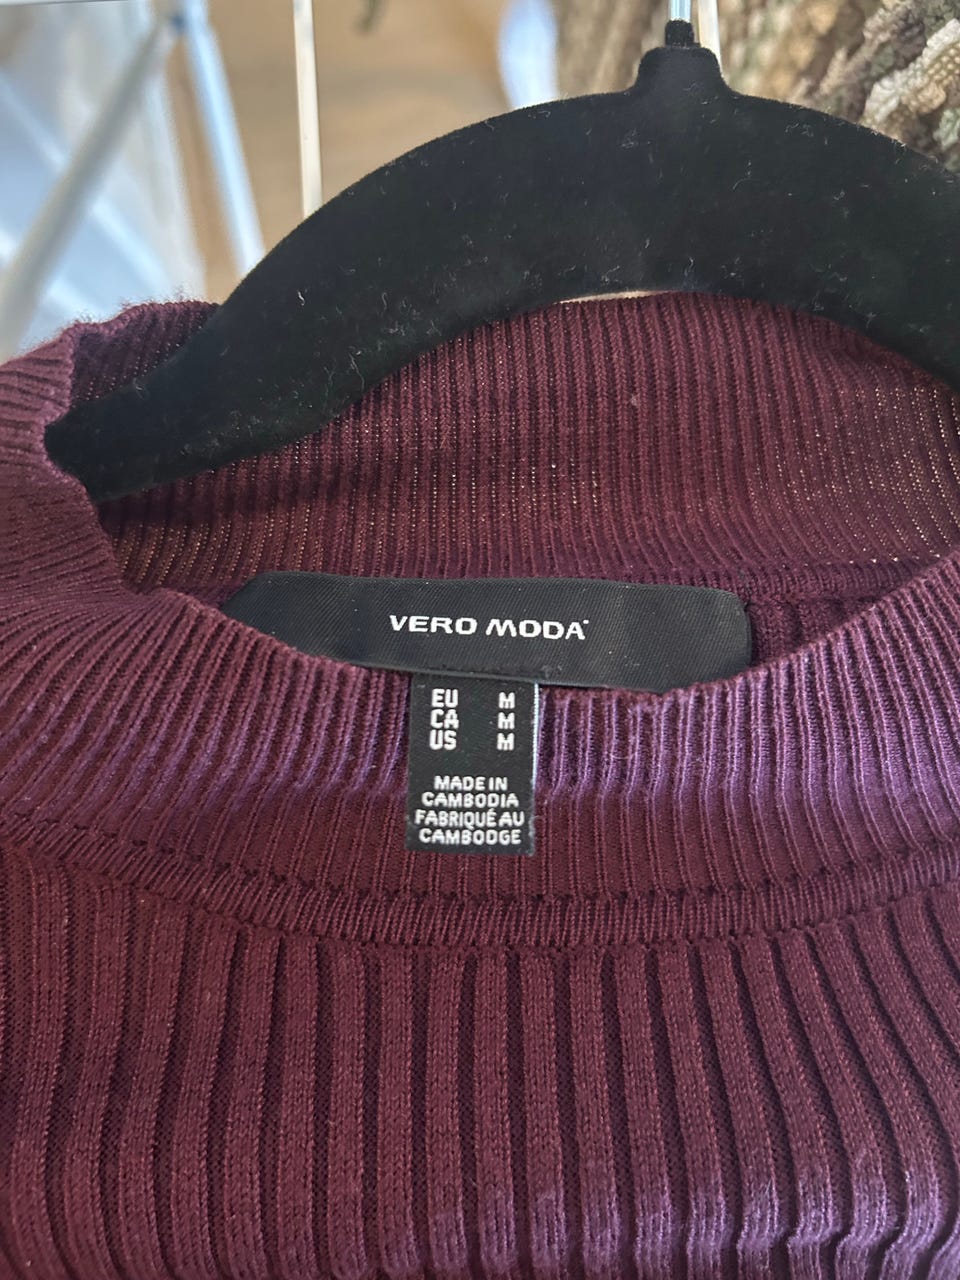 VERO MODA
EU M
CA M
US M
MADE IN
CAMBODIA
FABRIQUÉ AU
CAMBODGE